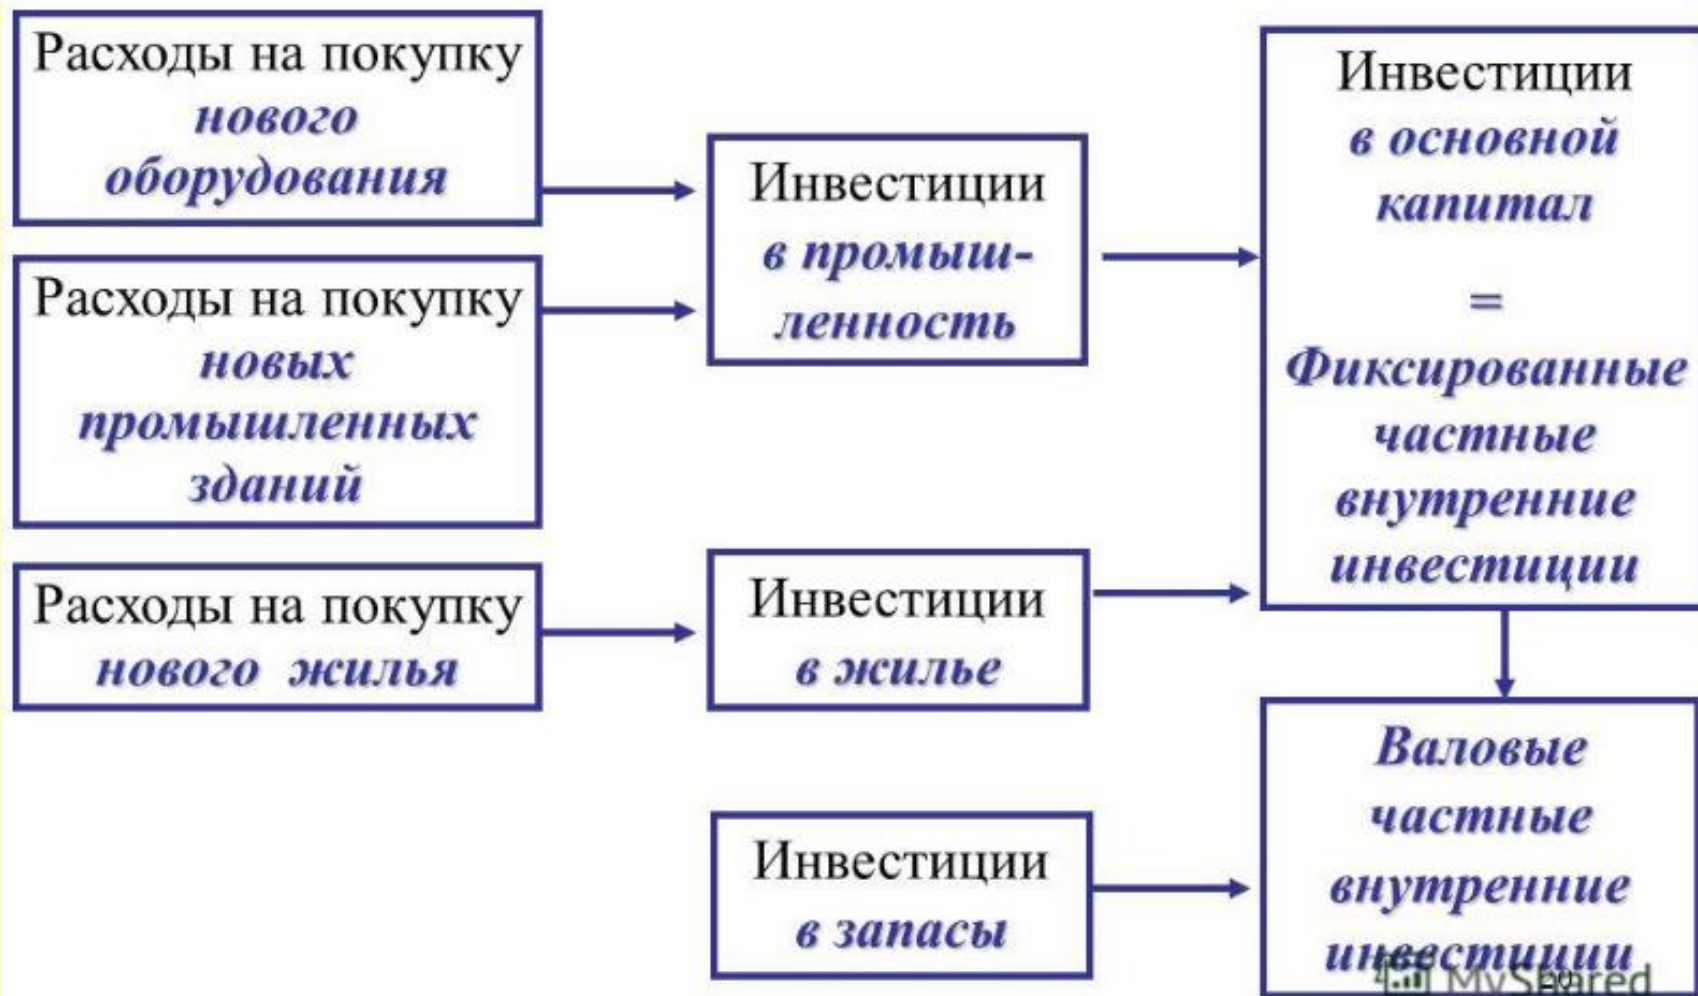 Расходы на покупку
нового
оборудования
Расходы на покупку
новых
промышленных
зданий
Расходы на покупку
нового жилья
Инвестиции
в промыш-
ленность
Инвестиции
в жилье
Инвестиции
в запасы
Инвестиции
в основной
капитал
=
Фиксированные
частные
внутренние
инвестиции
Валовые
частные
внутренние
инвестиции
MyShared